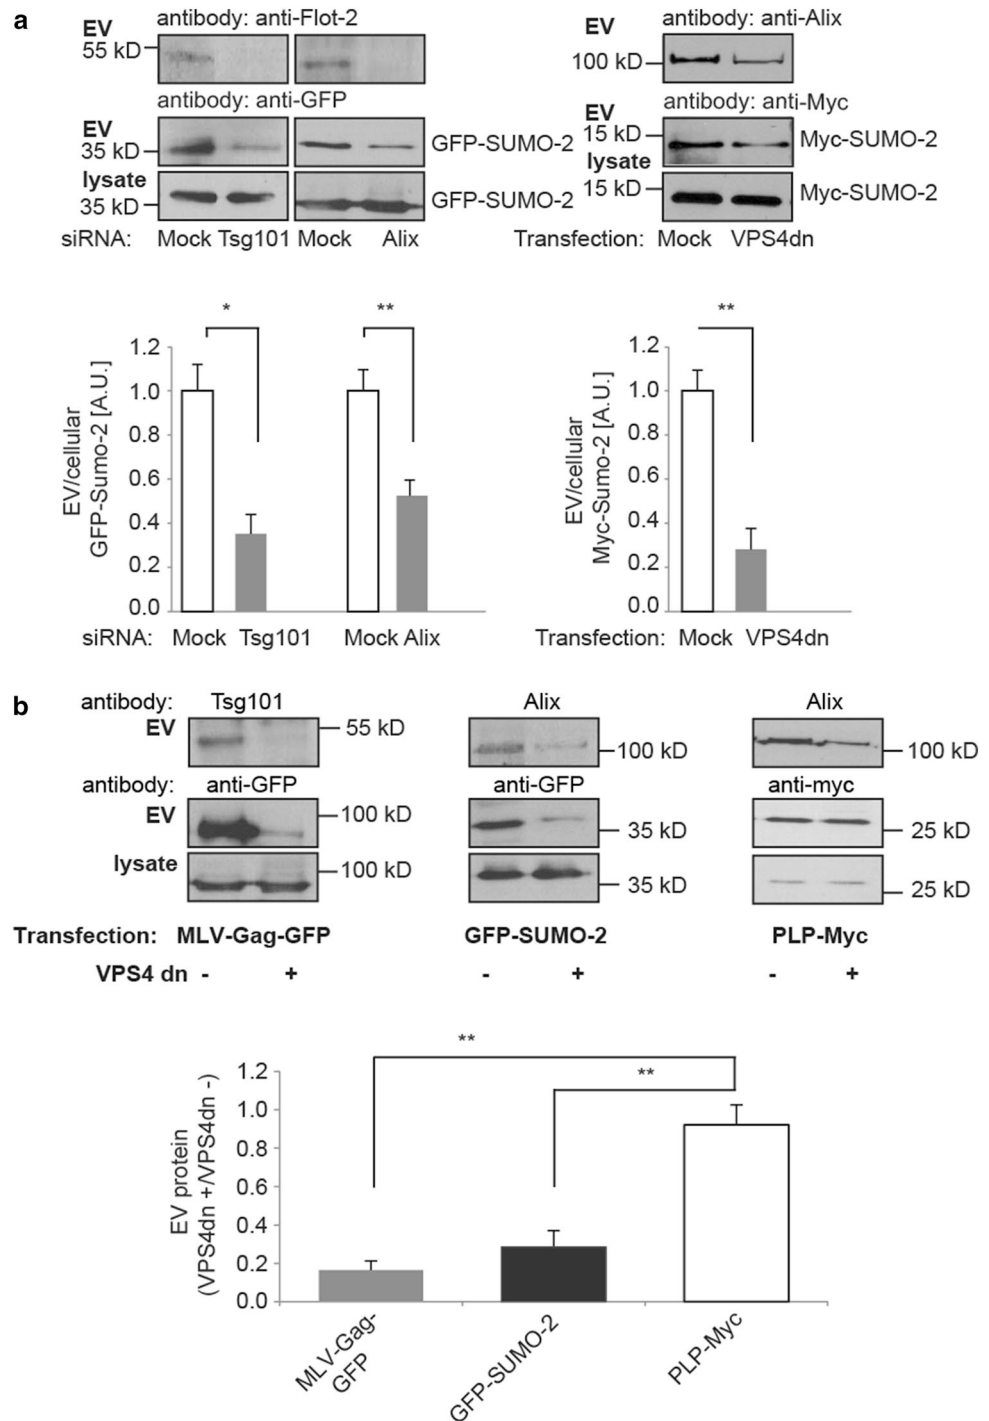 a
antibody: anti-Flot-2
EV
55 kD
antibody: anti-GFP
EV
35 kD
GFP-SUMO-2
lysate
35 kD
GFP-SUMO-2
siRNA: Mock Tsg101 Mock Alix
antibody: anti-Alix
EV
100 kD
antibody: anti-Myc
EV
15 kD
Myc-SUMO-2
lysate
15 kD
Myc-SUMO-2
Transfection: Mock VPS4dn
* **
EV/cellular
GFP-Sumo-2 [A.U.]
1.2
1.0
0.8
0.6
0.4
0.2
0.0
siRNA: Mock Tsg101 Mock Alix
**
EV/cellular
Myc-Sumo-2 [A.U.]
1.2
1.0
0.8
0.6
0.4
0.2
0.0
Transfection: Mock VPS4dn
b
antibody: Tsg101 Alix Alix
EV 55 kD 100 kD 100 kD
antibody: anti-GFP anti-GFP anti-myc
EV 100 kD 35 kD 25 kD
lysate 100 kD 35 kD 25 kD
Transfection: MLV-Gag-GFP GFP-SUMO-2 PLP-Myc
VPS4 dn - + - + - +
**
**
EV protein
(VPS4dn +/VPS4dn -)
1.2
1.0
0.8
0.6
0.4
0.2
0.0
MLV-Gag-
GFP
GFP-SUMO-2
PLP-Myc